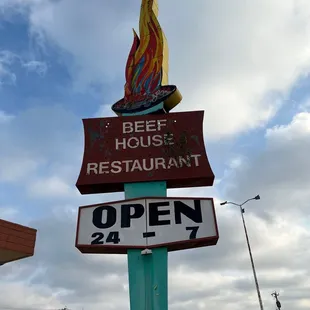 BEEF
HOUSE
RESTAURANT
OPEN
24 - 7